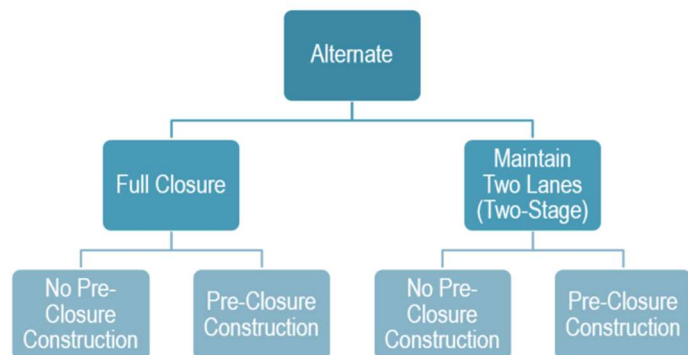 Alternate
Full Closure
Maintain
Two Lanes
(Two-Stage)
No Pre-
Closure
Construction
Pre-Closure
Construction
No Pre-
Closure
Construction
Pre-Closure
Construction